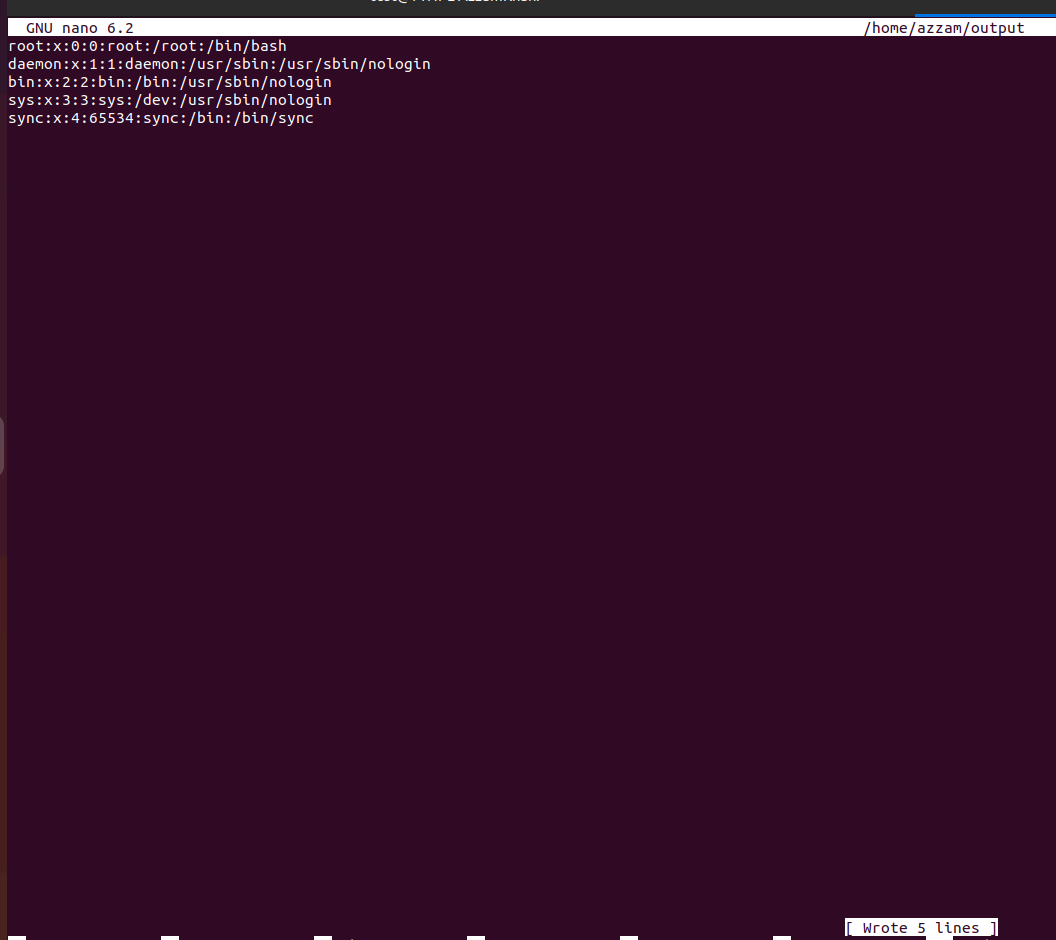 GNU nano 6.2 /home/azzam/output
root:x:0:0:root:/root:/bin/bash
daemon:x:1:1:daemon:/usr/sbin:/usr/sbin/nologin
bin:x:2:2:bin:/bin:/usr/sbin/nologin
sys:x:3:3:sys:/dev:/usr/sbin/nologin
sync:x:4:65534:sync:/bin:/bin/sync
[ Wrote 5 lines ]